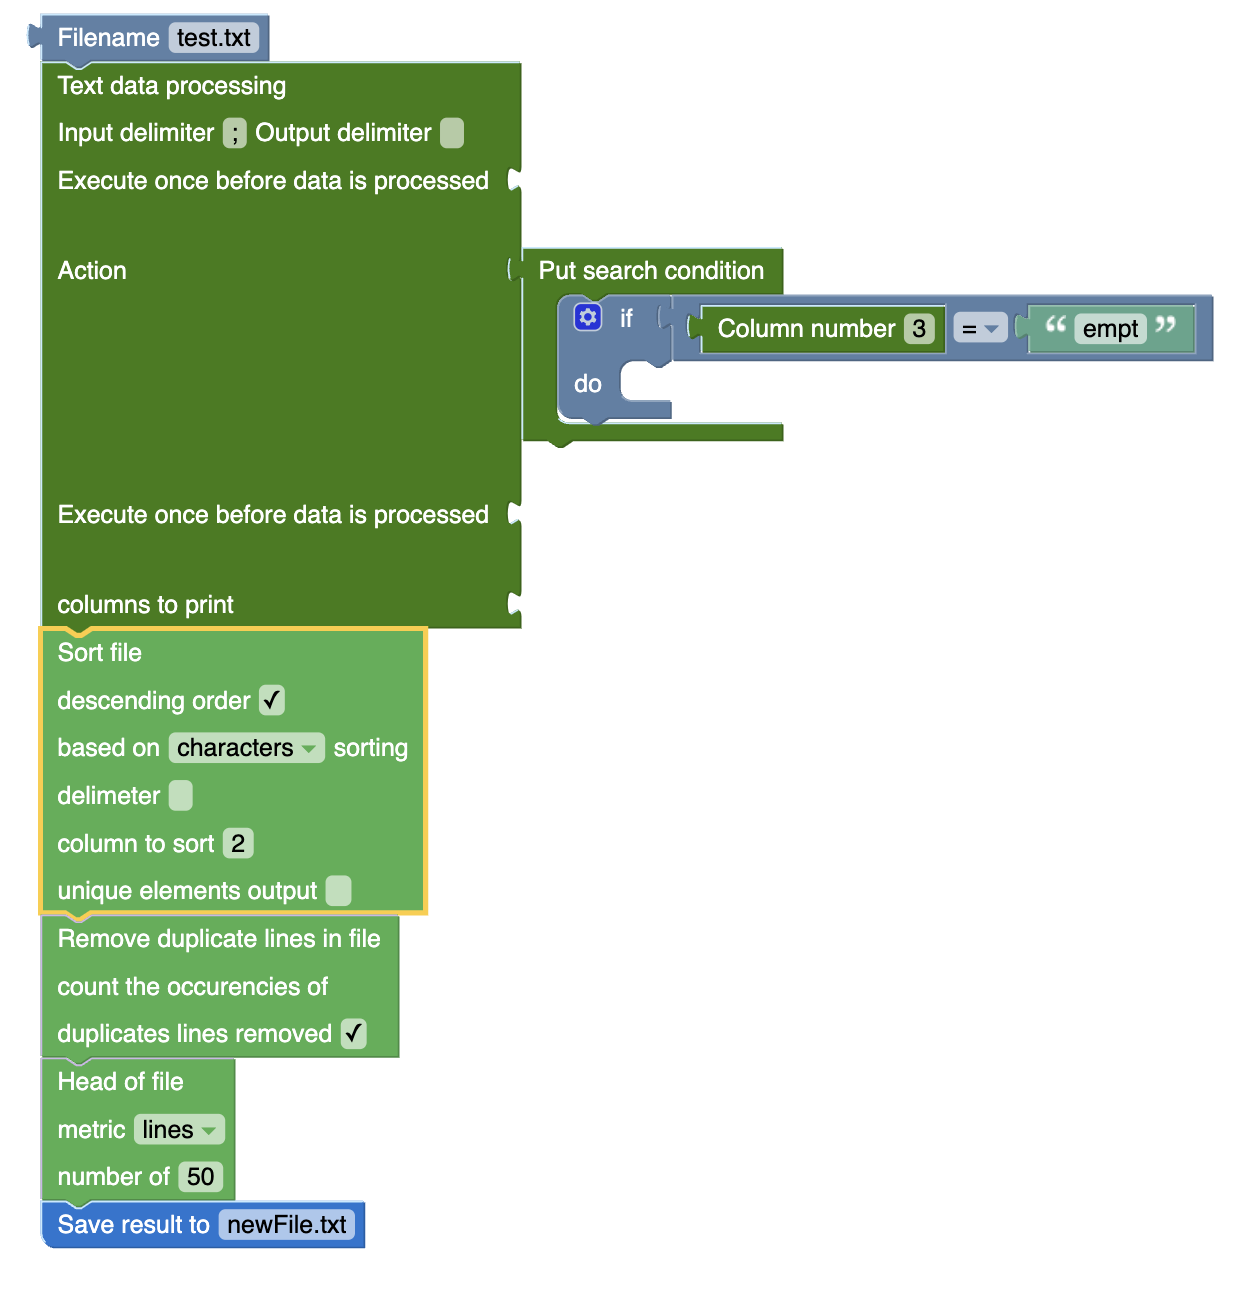 Filename test.txt
Text data processing
Input delimiter ; Output delimiter
Execute once before data is processed
Action
Put search condition
if Column number 3 = “ empt ”
do
Execute once before data is processed
columns to print
Sort file
descending order ✓
based on characters sorting
delimeter
column to sort 2
unique elements output
Remove duplicate lines in file
count the occurencies of
duplicates lines removed ✓
Head of file
metric lines
number of 50
Save result to newFile.txt